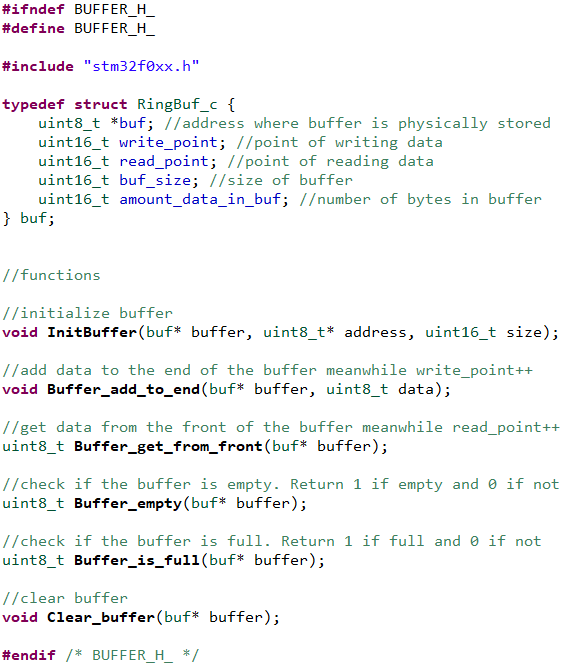 #ifndef BUFFER_H_
#define BUFFER_H_

#include "stm32f0xx.h"

typedef struct RingBuf_c {
    uint8_t *buf; //address where buffer is physically stored
    uint16_t write_point; //point of writing data
    uint16_t read_point; //point of reading data
    uint16_t buf_size; //size of buffer
    uint16_t amount_data_in_buf; //number of bytes in buffer
} buf;


//functions

//initialize buffer
void InitBuffer(buf* buffer, uint8_t* address, uint16_t size);

//add data to the end of the buffer meanwhile write_point++
void Buffer_add_to_end(buf* buffer, uint8_t data);

//get data from the front of the buffer meanwhile read_point++
uint8_t Buffer_get_from_front(buf* buffer);

//check if the buffer is empty. Return 1 if empty and 0 if not
uint8_t Buffer_empty(buf* buffer);

//check if the buffer is full. Return 1 if full and 0 if not
uint8_t Buffer_is_full(buf* buffer);

//clear buffer
void Clear_buffer(buf* buffer);

#endif /* BUFFER_H_ */